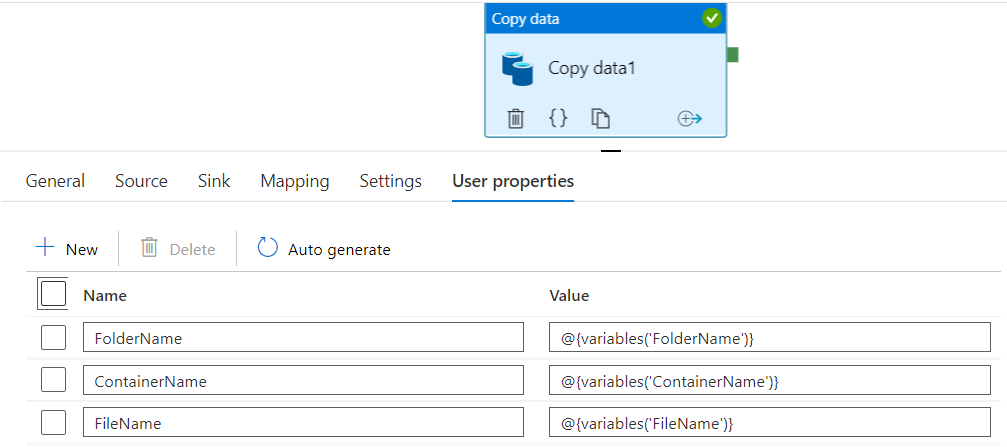 Copy data
Copy data1
{}
General Source Sink Mapping Settings User properties
New Delete Auto generate
Name Value
FolderName @{variables('FolderName')}
ContainerName @{variables('ContainerName')}
FileName @{variables('FileName')}